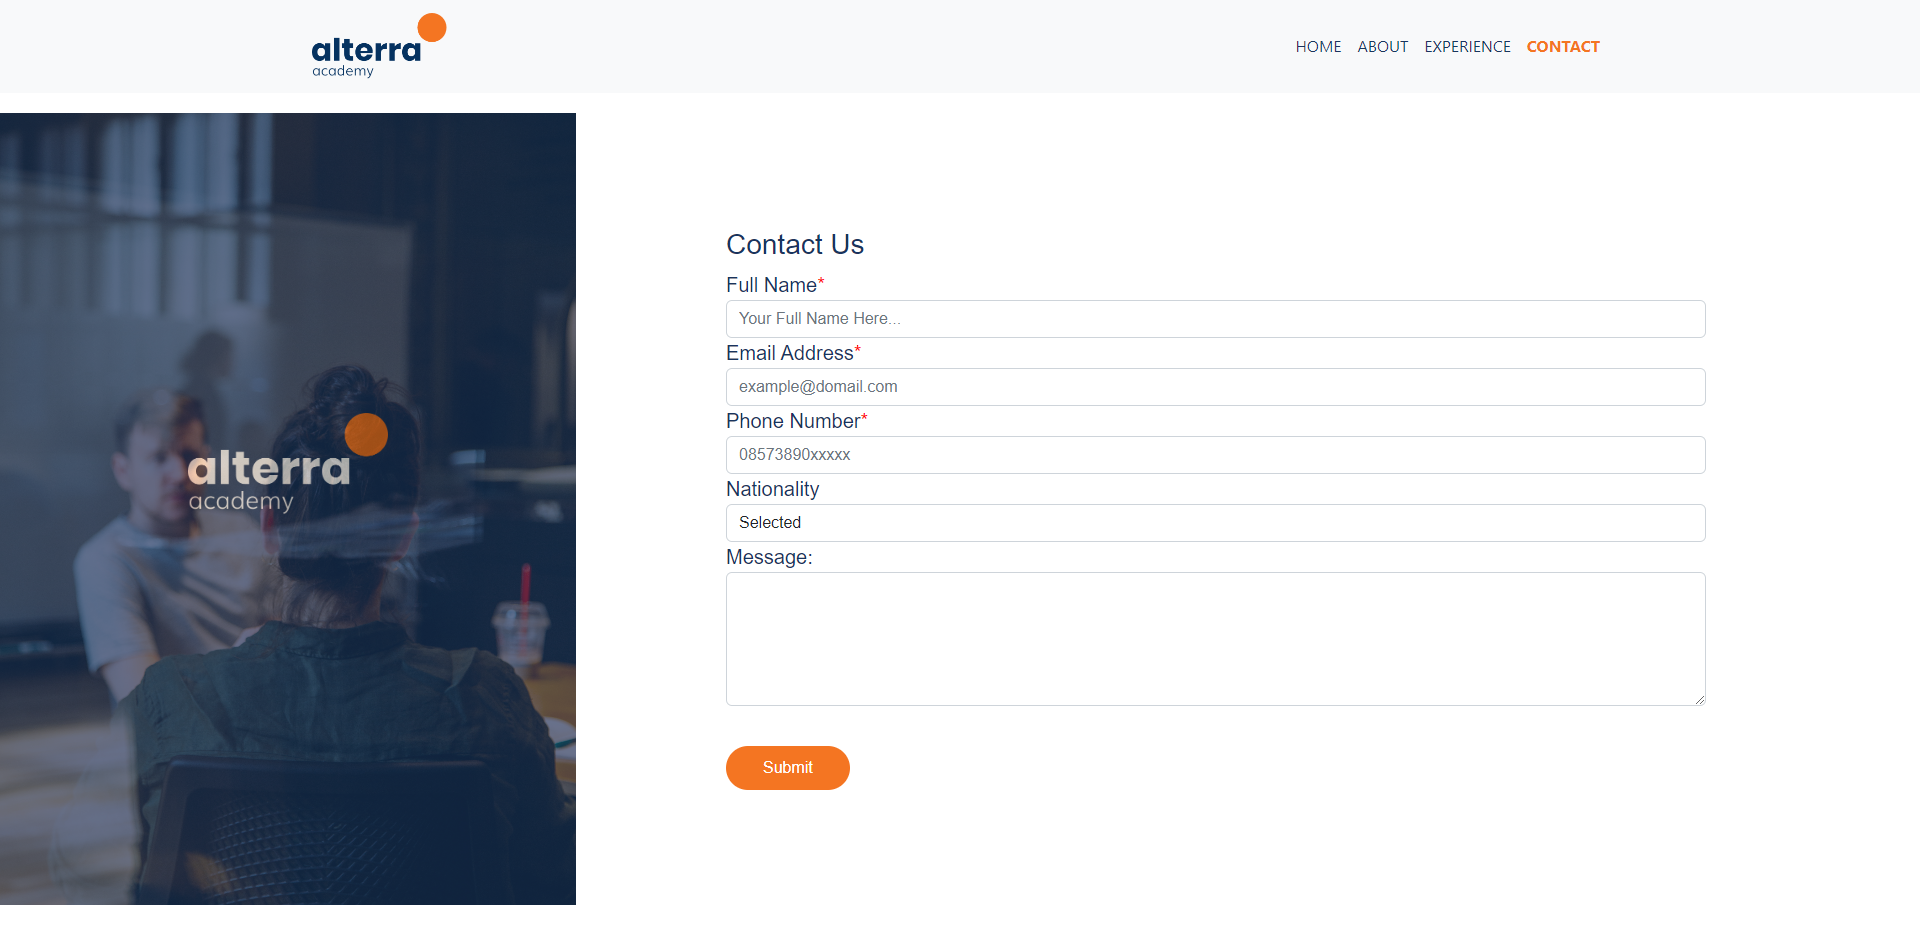 alterra
academy
HOME ABOUT EXPERIENCE CONTACT
alterra
academy
Contact Us
Full Name*
Your Full Name Here...
Email Address*
example@domail.com
Phone Number*
08573890xxxxx
Nationality
Selected
Message:
Submit